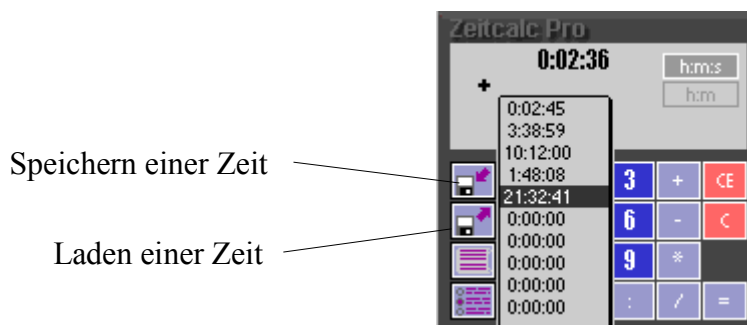 Zeitcalc Pro
0:02:36
h:m:s
+
h:m
0:02:45
3:38:59
10:12:00
1:48:08
Speichern einer Zeit
3 + CE
21:32:41
0:00:00
6 - C
0:00:00
Laden einer Zeit
0:00:00
9 *
0:00:00
0:00:00
: / =